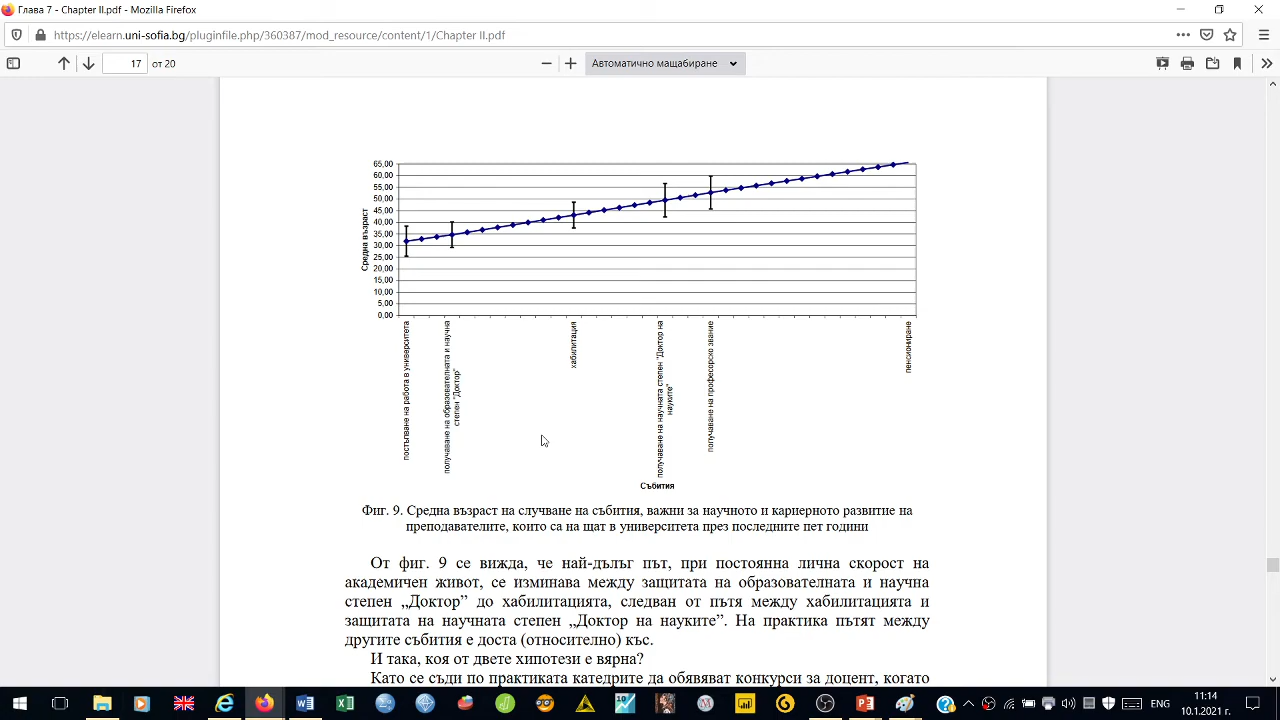 Глава 7 - Chapter II.pdf - Mozilla Firefox
https://elearn.uni-sofia.bg/pluginfile.php/360387/mod_resource/content/1/Chapter II.pdf
17 от 20
Автоматично мащабиране
65,00
60,00
55,00
50,00
45,00
40,00
35,00
30,00
25,00
20,00
15,00
10,00
5,00
0,00
Средна възраст
постъпване на работа в университета
получаване на образователната и научна
степен "Доктор"
хабилитация
получаване на научната степен "Доктор на
науките"
получаване на професорско звание
пенсиониране
Събития
Фиг. 9. Средна възраст на случване на събития, важни за научното и кариерното развитие на
преподавателите, които са на щат в университета през последните пет години
От фиг. 9 се вижда, че най-дълъг път, при постоянна лична скорост на
академичен живот, се изминава между защитата на образователната и научна
степен „Доктор” до хабилитацията, следван от пътя между хабилитацията и
защитата на научната степен „Доктор на науките”. На практика пътят между
другите събития е доста (относително) къс.
И така, коя от двете хипотези е вярна?
Като се съди по практиката катедрите да обявяват конкурси за доцент, когато
10
ENG
11:14
10.1.2021 г.